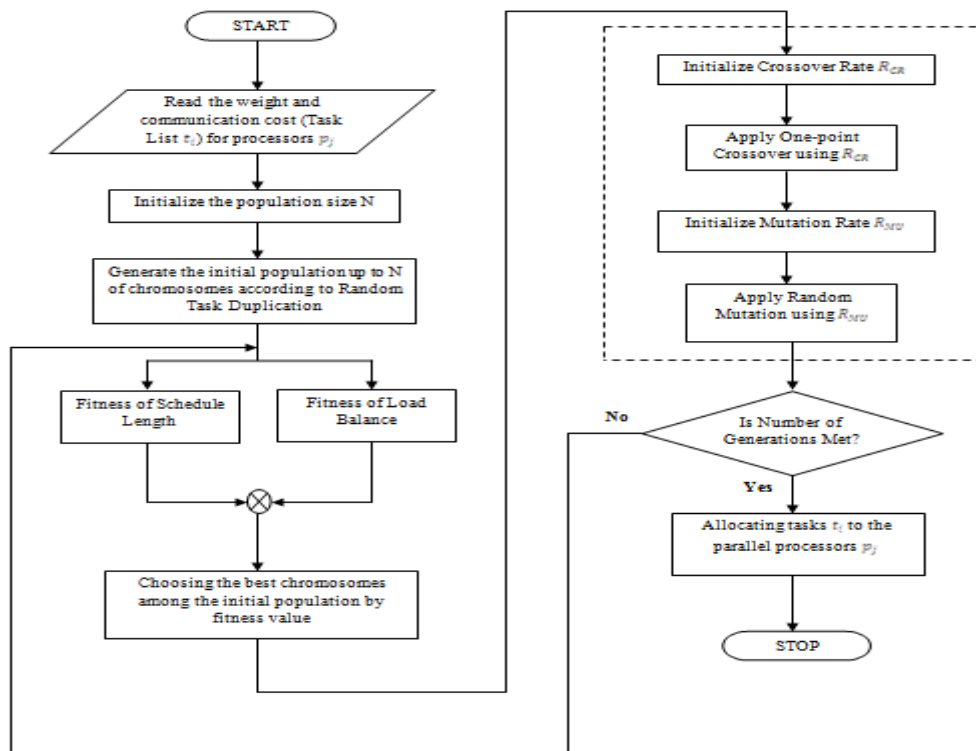 START
Read the weight and
communication cost (Task
List t_i) for processors p_j
Initialize the population size N
Generate the initial population up to N
of chromosomes according to Random
Task Duplication
Fitness of Schedule
Length
Fitness of Load
Balance
Choosing the best chromosomes
among the initial population by
fitness value
Initialize Crossover Rate R_CR
Apply One-point
Crossover using R_CR
Initialize Mutation Rate R_MU
Apply Random
Mutation using R_MU
No
Is Number of
Generations Met?
Yes
Allocating tasks t_i to the
parallel processors p_j
STOP